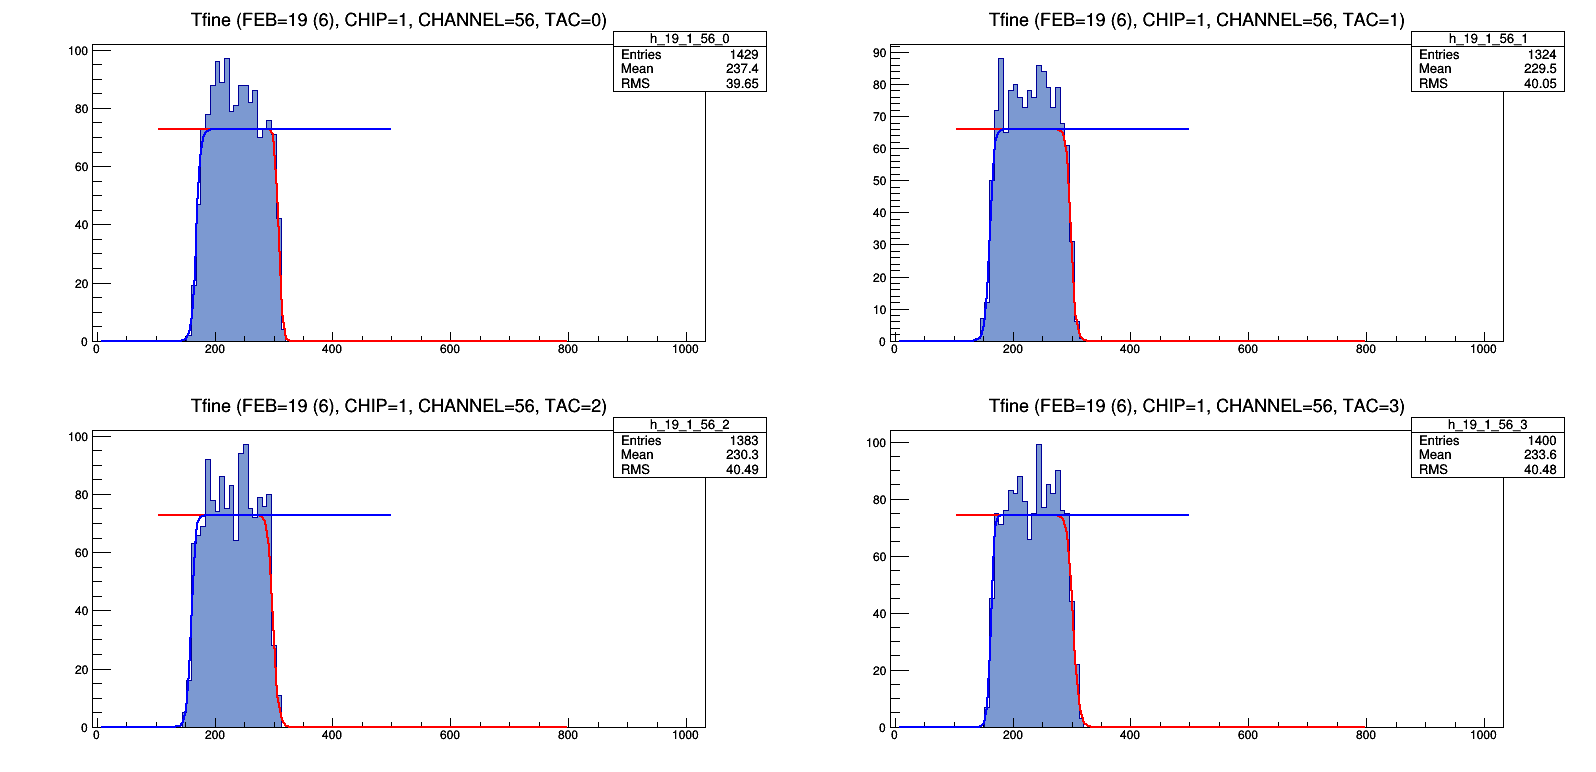 Tfine (FEB=19 (6), CHIP=1, CHANNEL=56, TAC=0)
h_19_1_56_0
Entries 1429
Mean 237.4
RMS 39.65
100
80
60
40
20
0
0 200 400 600 800 1000
Tfine (FEB=19 (6), CHIP=1, CHANNEL=56, TAC=1)
h_19_1_56_1
Entries 1324
Mean 229.5
RMS 40.05
90
80
70
60
50
40
30
20
10
0
0 200 400 600 800 1000
Tfine (FEB=19 (6), CHIP=1, CHANNEL=56, TAC=2)
h_19_1_56_2
Entries 1383
Mean 230.3
RMS 40.49
100
80
60
40
20
0
0 200 400 600 800 1000
Tfine (FEB=19 (6), CHIP=1, CHANNEL=56, TAC=3)
h_19_1_56_3
Entries 1400
Mean 233.6
RMS 40.48
100
80
60
40
20
0
0 200 400 600 800 1000